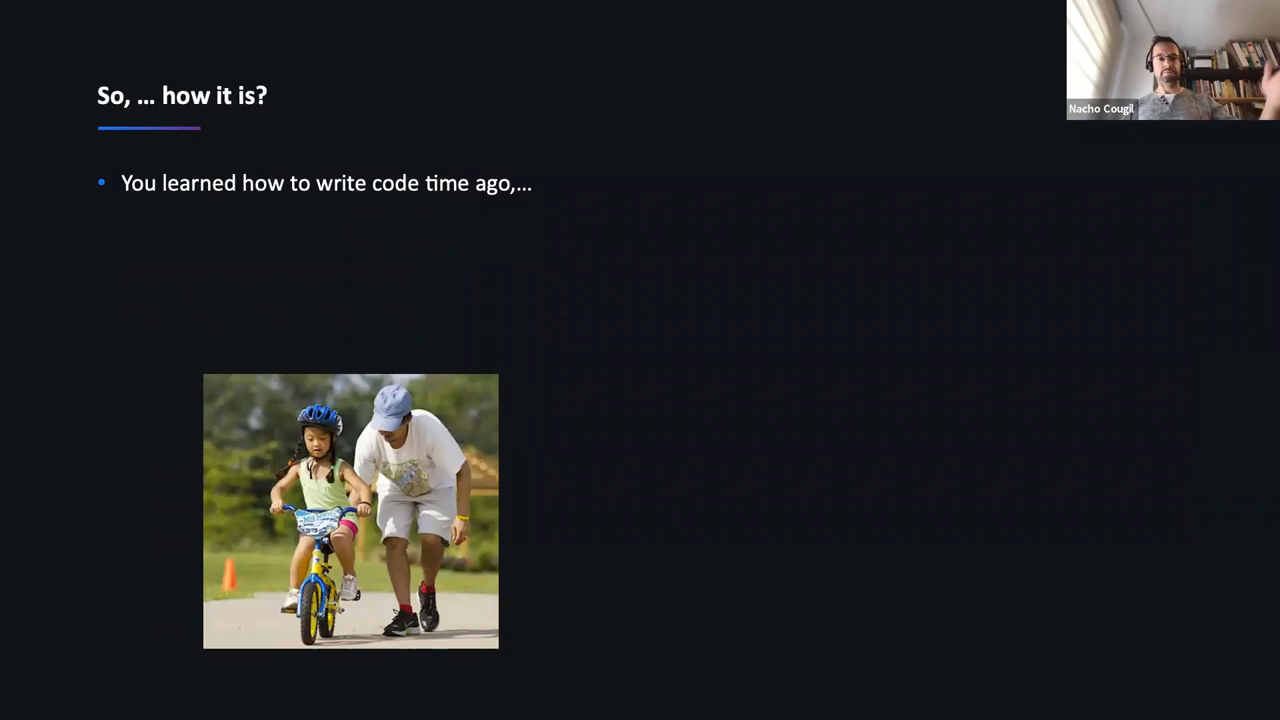 So, ... how it is?
Nacho Cougil
• You learned how to write code time ago,...